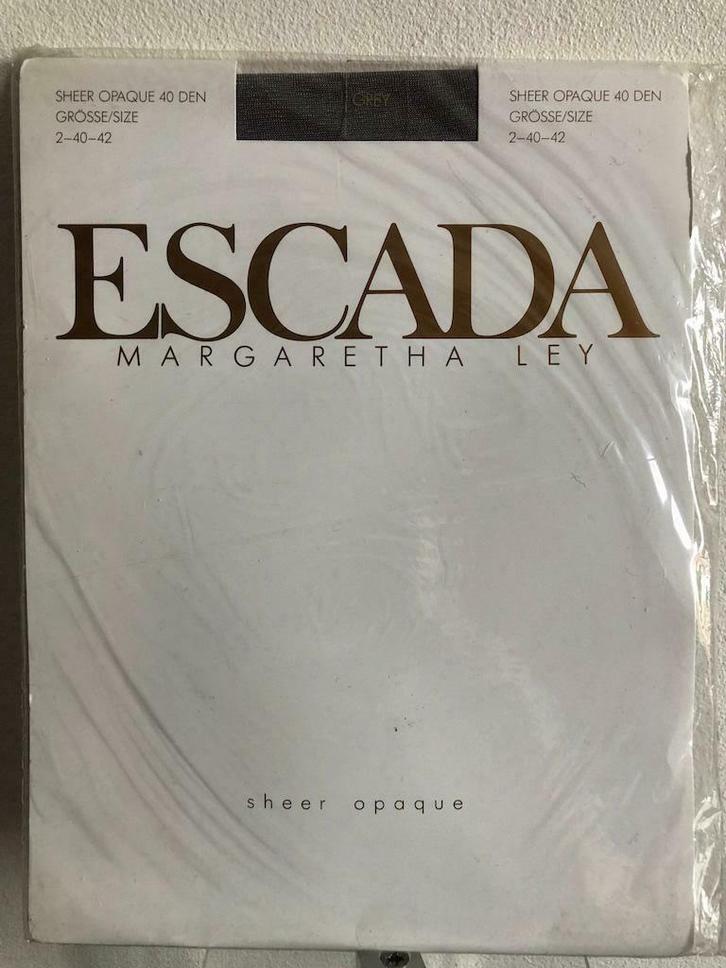 SHEER OPAQUE 40 DEN
GRÖSSE/SIZE
2–40–42
GREY
SHEER OPAQUE 40 DEN
GRÖSSE/SIZE
2–40–42
ESCADA
MARGARETHA LEY
sheer opaque